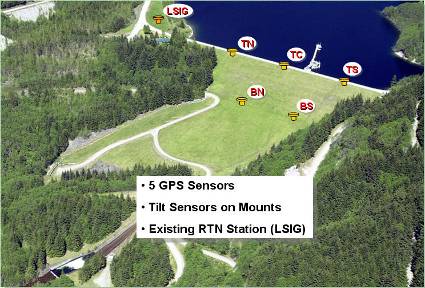 LSIG
TN
TC
TS
BN
BS
• 5 GPS Sensors
• Tilt Sensors on Mounts
• Existing RTN Station (LSIG)